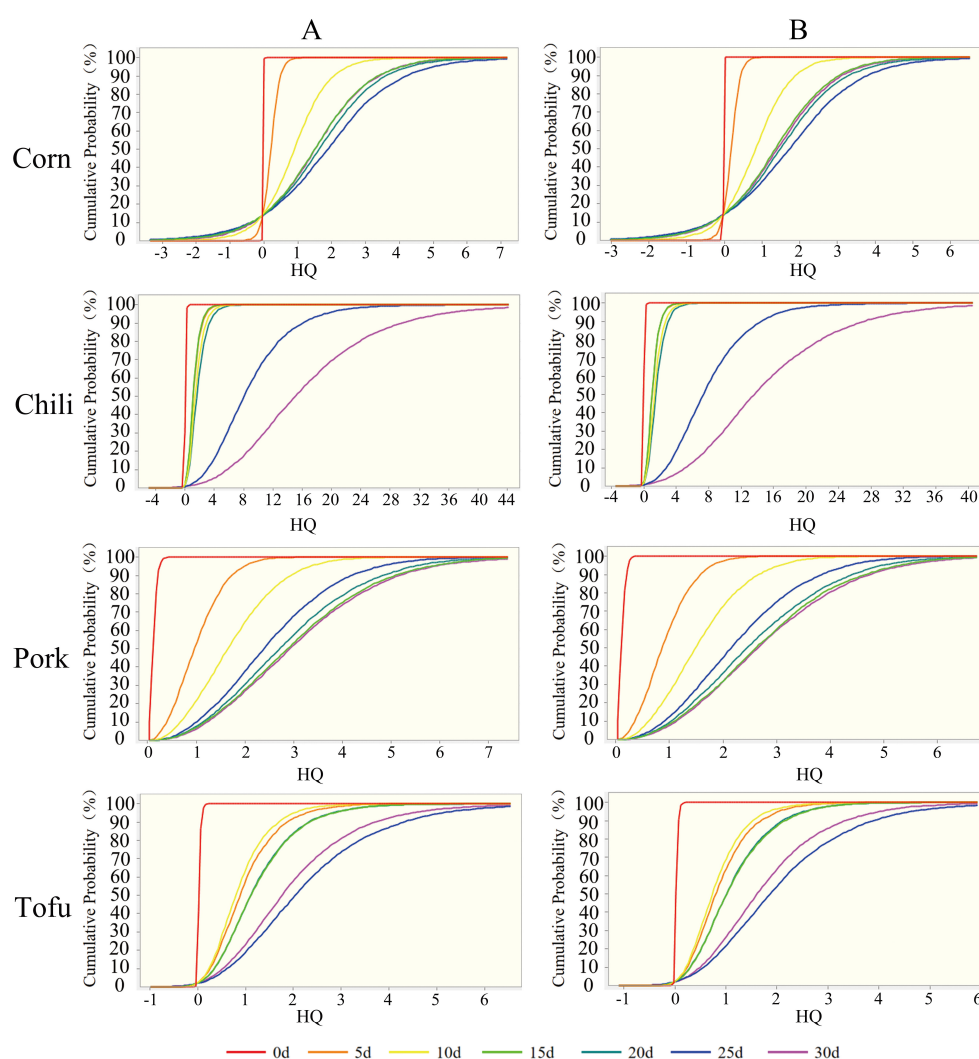 A B
Corn
Cumulative Probability (%)
100
90
80
70
60
50
40
30
20
10
0
-3 -2 -1 0 1 2 3 4 5 6 7
HQ
Cumulative Probability (%)
100
90
80
70
60
50
40
30
20
10
0
-3 -2 -1 0 1 2 3 4 5 6
HQ
Chili
Cumulative Probability (%)
100
90
80
70
60
50
40
30
20
10
0
-4 0 4 8 12 16 20 24 28 32 36 40 44
HQ
Cumulative Probability (%)
100
90
80
70
60
50
40
30
20
10
0
-4 0 4 8 12 16 20 24 28 32 36 40
HQ
Pork
Cumulative Probability (%)
100
90
80
70
60
50
40
30
20
10
0
0 1 2 3 4 5 6 7
HQ
Cumulative Probability (%)
100
90
80
70
60
50
40
30
20
10
0
0 1 2 3 4 5 6
HQ
Tofu
Cumulative Probability (%)
100
90
80
70
60
50
40
30
20
10
0
-1 0 1 2 3 4 5 6
HQ
Cumulative Probability (%)
100
90
80
70
60
50
40
30
20
10
0
-1 0 1 2 3 4 5 6
HQ
0d 5d 10d 15d 20d 25d 30d